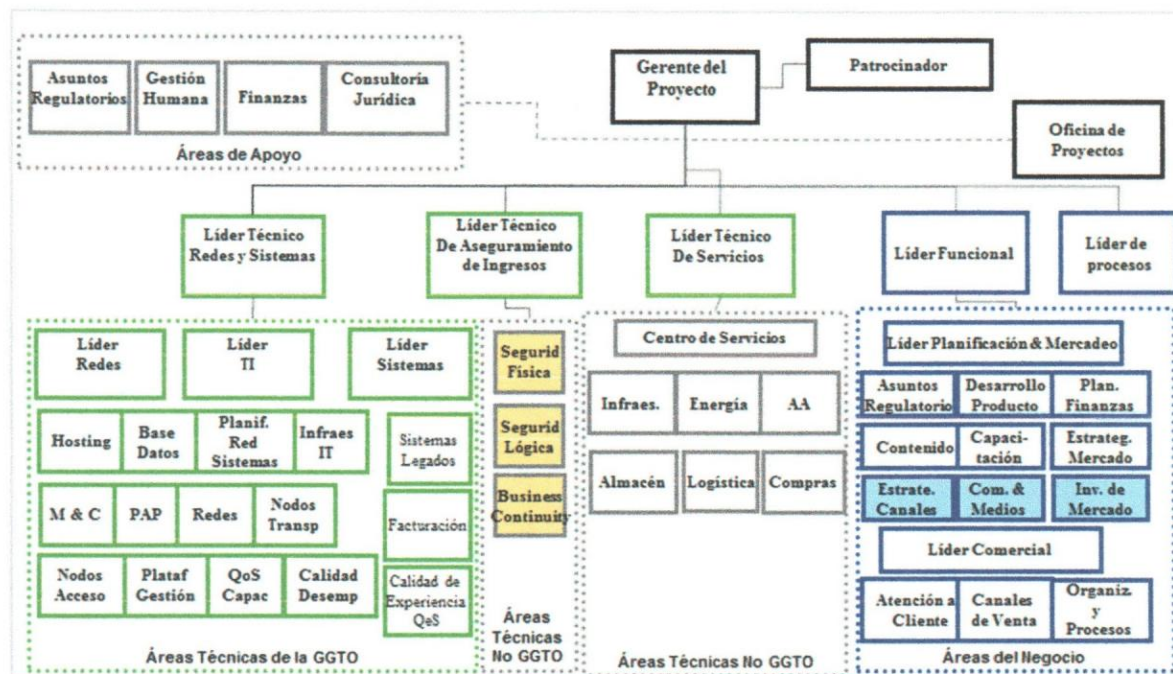 Asuntos
Regulatorios
Gestión
Humana
Finanzas
Consultoría
Jurídica
Áreas de Apoyo
Gerente del
Proyecto
Patrocinador
Oficina de
Proyectos
Líder Técnico
Redes y Sistemas
Líder Técnico
De Aseguramiento
de Ingresos
Líder Técnico
De Servicios
Líder Funcional
Líder de
procesos
Líder
Redes
Líder
TI
Líder
Sistemas
Hosting
Base
Datos
Planif.
Red
Sistemas
Infraes
IT
Sistemas
Legados
M & C
PAP
Redes
Nodos
Transp
Facturación
Nodos
Acceso
Plataf
Gestión
QoS
Capac
Calidad
Desemp
Calidad de
Experiencia
QeS
Áreas Técnicas de la GGTO
Segurid
Física
Segurid
Lógica
Business
Continuity
Áreas
Técnicas
No GGTO
Centro de Servicios
Infraes.
Energía
AA
Almacén
Logística
Compras
Áreas Técnicas No GGTO
Líder Planificación & Mercadeo
Asuntos
Regulatorio
Desarrollo
Producto
Plan.
Finanzas
Contenido
Capaci-
tación
Estrateg.
Mercado
Estrate.
Canales
Com. &
Medios
Inv. de
Mercado
Líder Comercial
Atención a
Cliente
Canales
de Venta
Organiz.
y
Procesos
Áreas del Negocio